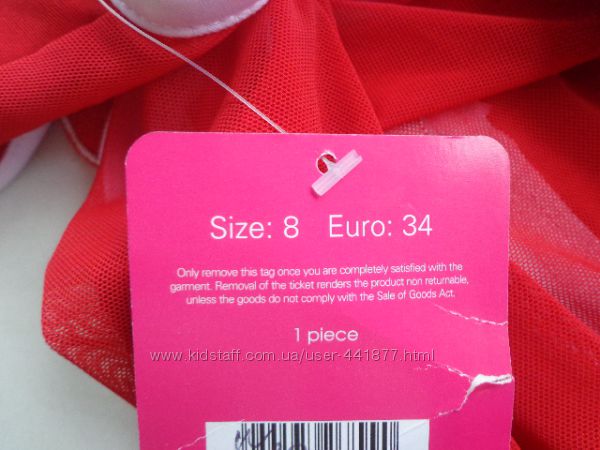 Size: 8 Euro: 34
Only remove this tag once you are completely satisfied with the
garment. Removal of the ticket renders the product non returnable,
unless the goods do not comply with the Sale of Goods Act.
1 piece
www.kidstaff.com.ua/user-441877.html